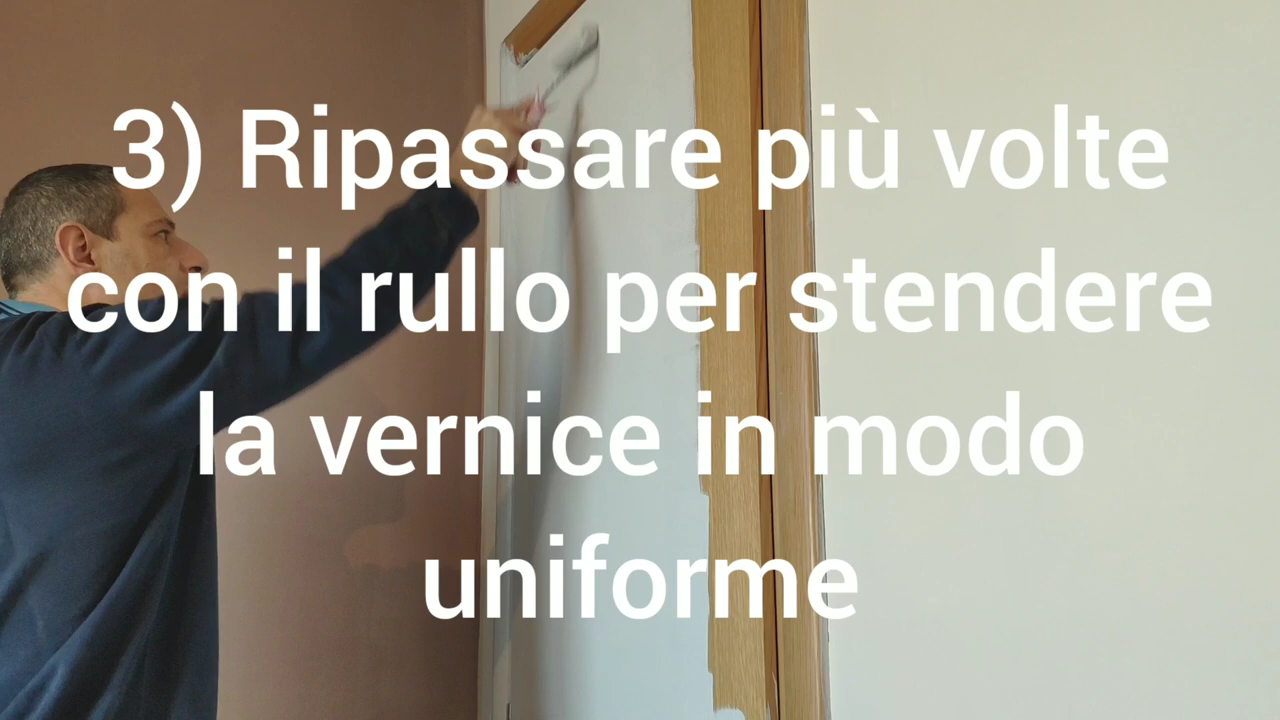 3) Ripassare più volte
con il rullo per stendere
la vernice in modo
uniforme